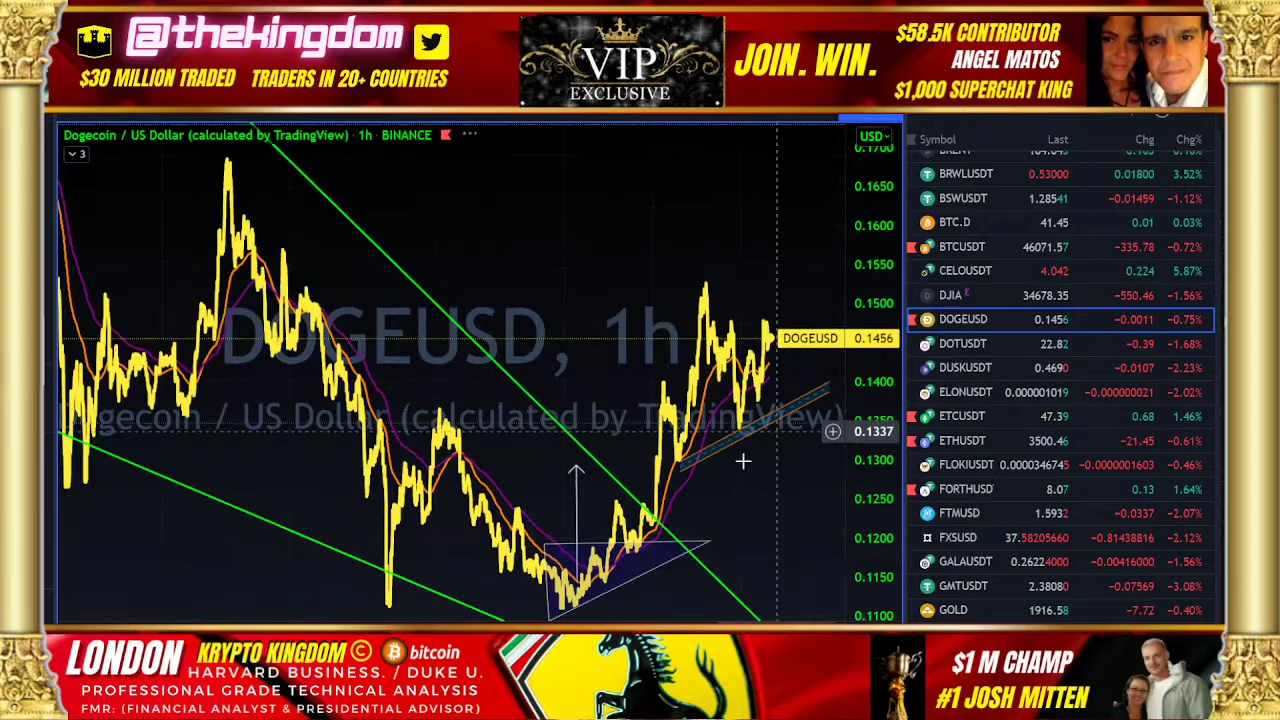 @thekingdom
$30 MILLION TRADED TRADERS IN 20+ COUNTRIES
VIP
EXCLUSIVE
JOIN. WIN.
$58.5K CONTRIBUTOR
ANGEL MATOS
$1,000 SUPERCHAT KING
Dogecoin / US Dollar (calculated by TradingView) · 1h · BINANCE
3
DOGEUSD, 1h
Dogecoin / US Dollar (calculated by TradingView)
USD
0.1700
0.1650
0.1600
0.1550
0.1500
DOGEUSD 0.1456
0.1400
0.1350
0.1337
0.1300
0.1250
0.1200
0.1150
0.1100
Symbol Last Chg Chg%
BRWLUSDT 0.53000 0.01800 3.52%
BSWUSDT 1.28541 −0.01459 −1.12%
BTC.D 41.45 0.01 0.03%
BTCUSDT 46071.57 −335.78 −0.72%
CELOUSDT 4.042 0.224 5.87%
DJIA E 34678.35 −550.46 −1.56%
DOGEUSD 0.1456 −0.0011 −0.75%
DOTUSDT 22.82 −0.39 −1.68%
DUSKUSDT 0.4690 −0.0107 −2.23%
ELONUSDT 0.000001019 −0.000000021 −2.02%
ETCUSDT 47.39 0.68 1.46%
ETHUSDT 3500.46 −21.45 −0.61%
FLOKIUSDT 0.0000346745 −0.0000001603 −0.46%
FORTHUSD 8.07 0.13 1.64%
FTMUSD 1.5932 −0.0337 −2.07%
FXSUSD 37.58205660 −0.81438816 −2.12%
GALAUSDT 0.26224000 −0.00416000 −1.56%
GMTUSDT 2.38080 −0.07569 −3.08%
GOLD 1916.58 −7.72 −0.40%
LONDON KRYPTO KINGDOM © bitcoin
HARVARD BUSINESS. / DUKE U.
PROFESSIONAL GRADE TECHNICAL ANALYSIS
FMR: (FINANCIAL ANALYST & PRESIDENTIAL ADVISOR)
$1 M CHAMP
#1 JOSH MITTEN